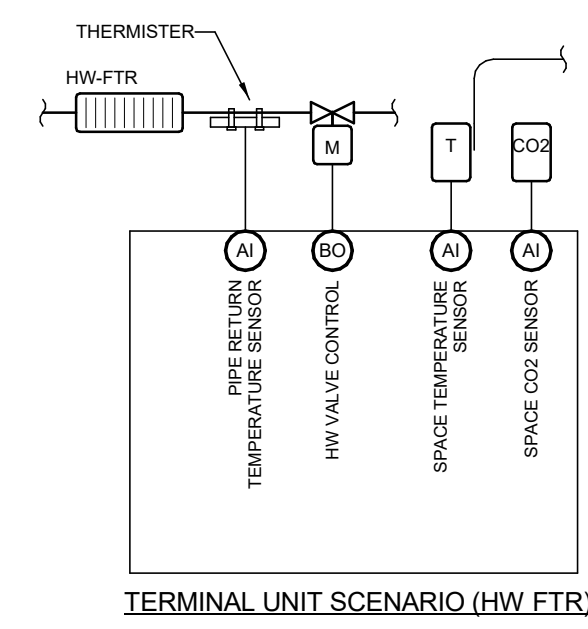 THERMISTER
HW-FTR
M
T
CO2
AI
BO
AI
AI
PIPE RETURN
TEMPERATURE SENSOR
HW VALVE CONTROL
SPACE TEMPERATURE
SENSOR
SPACE CO2 SENSOR
TERMINAL UNIT SCENARIO (HW FTR)